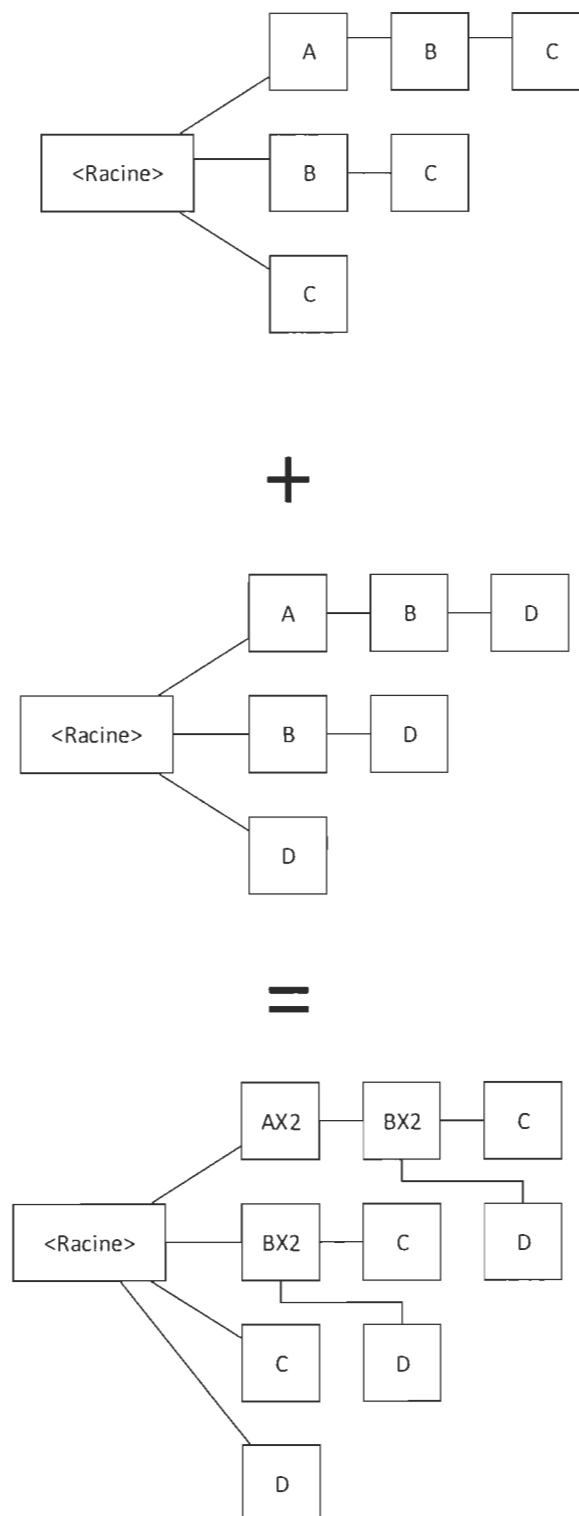 A B C
<Racine> B C
C
+
A B D
<Racine> B D
D
=
AX2 BX2 C
<Racine> BX2 C D
C D
D